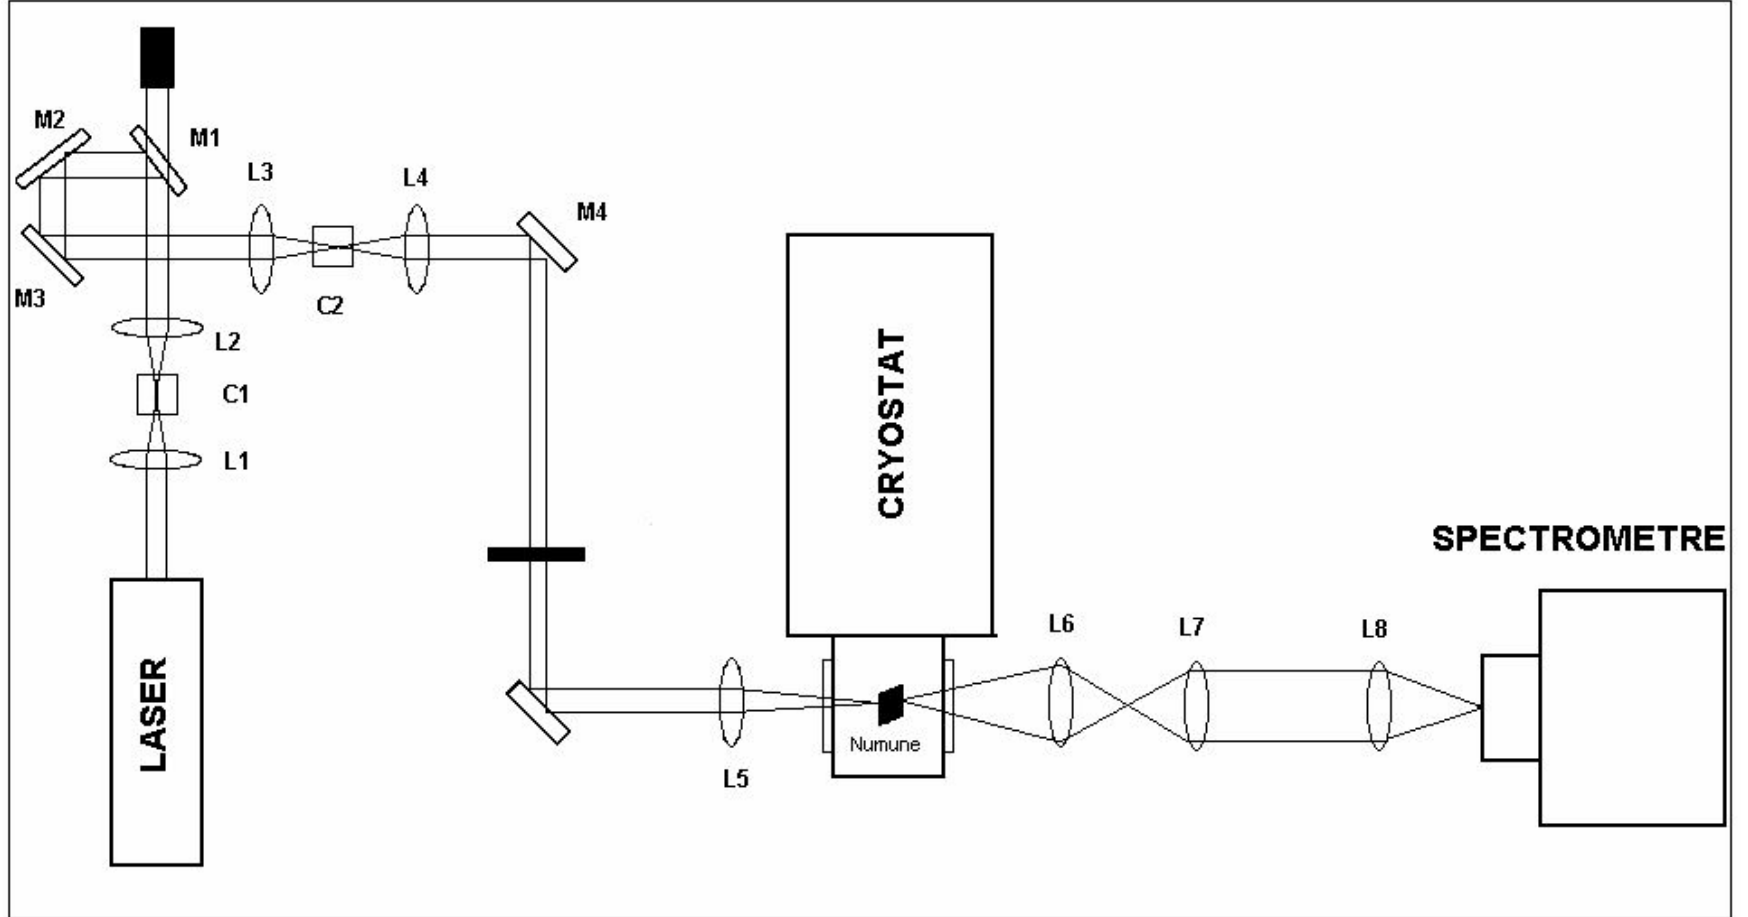 M2
M1
L3
L4
M4
M3
C2
L2
C1
L1
LASER
CRYOSTAT
SPECTROMETRE
L6
L7
L8
Numune
L5